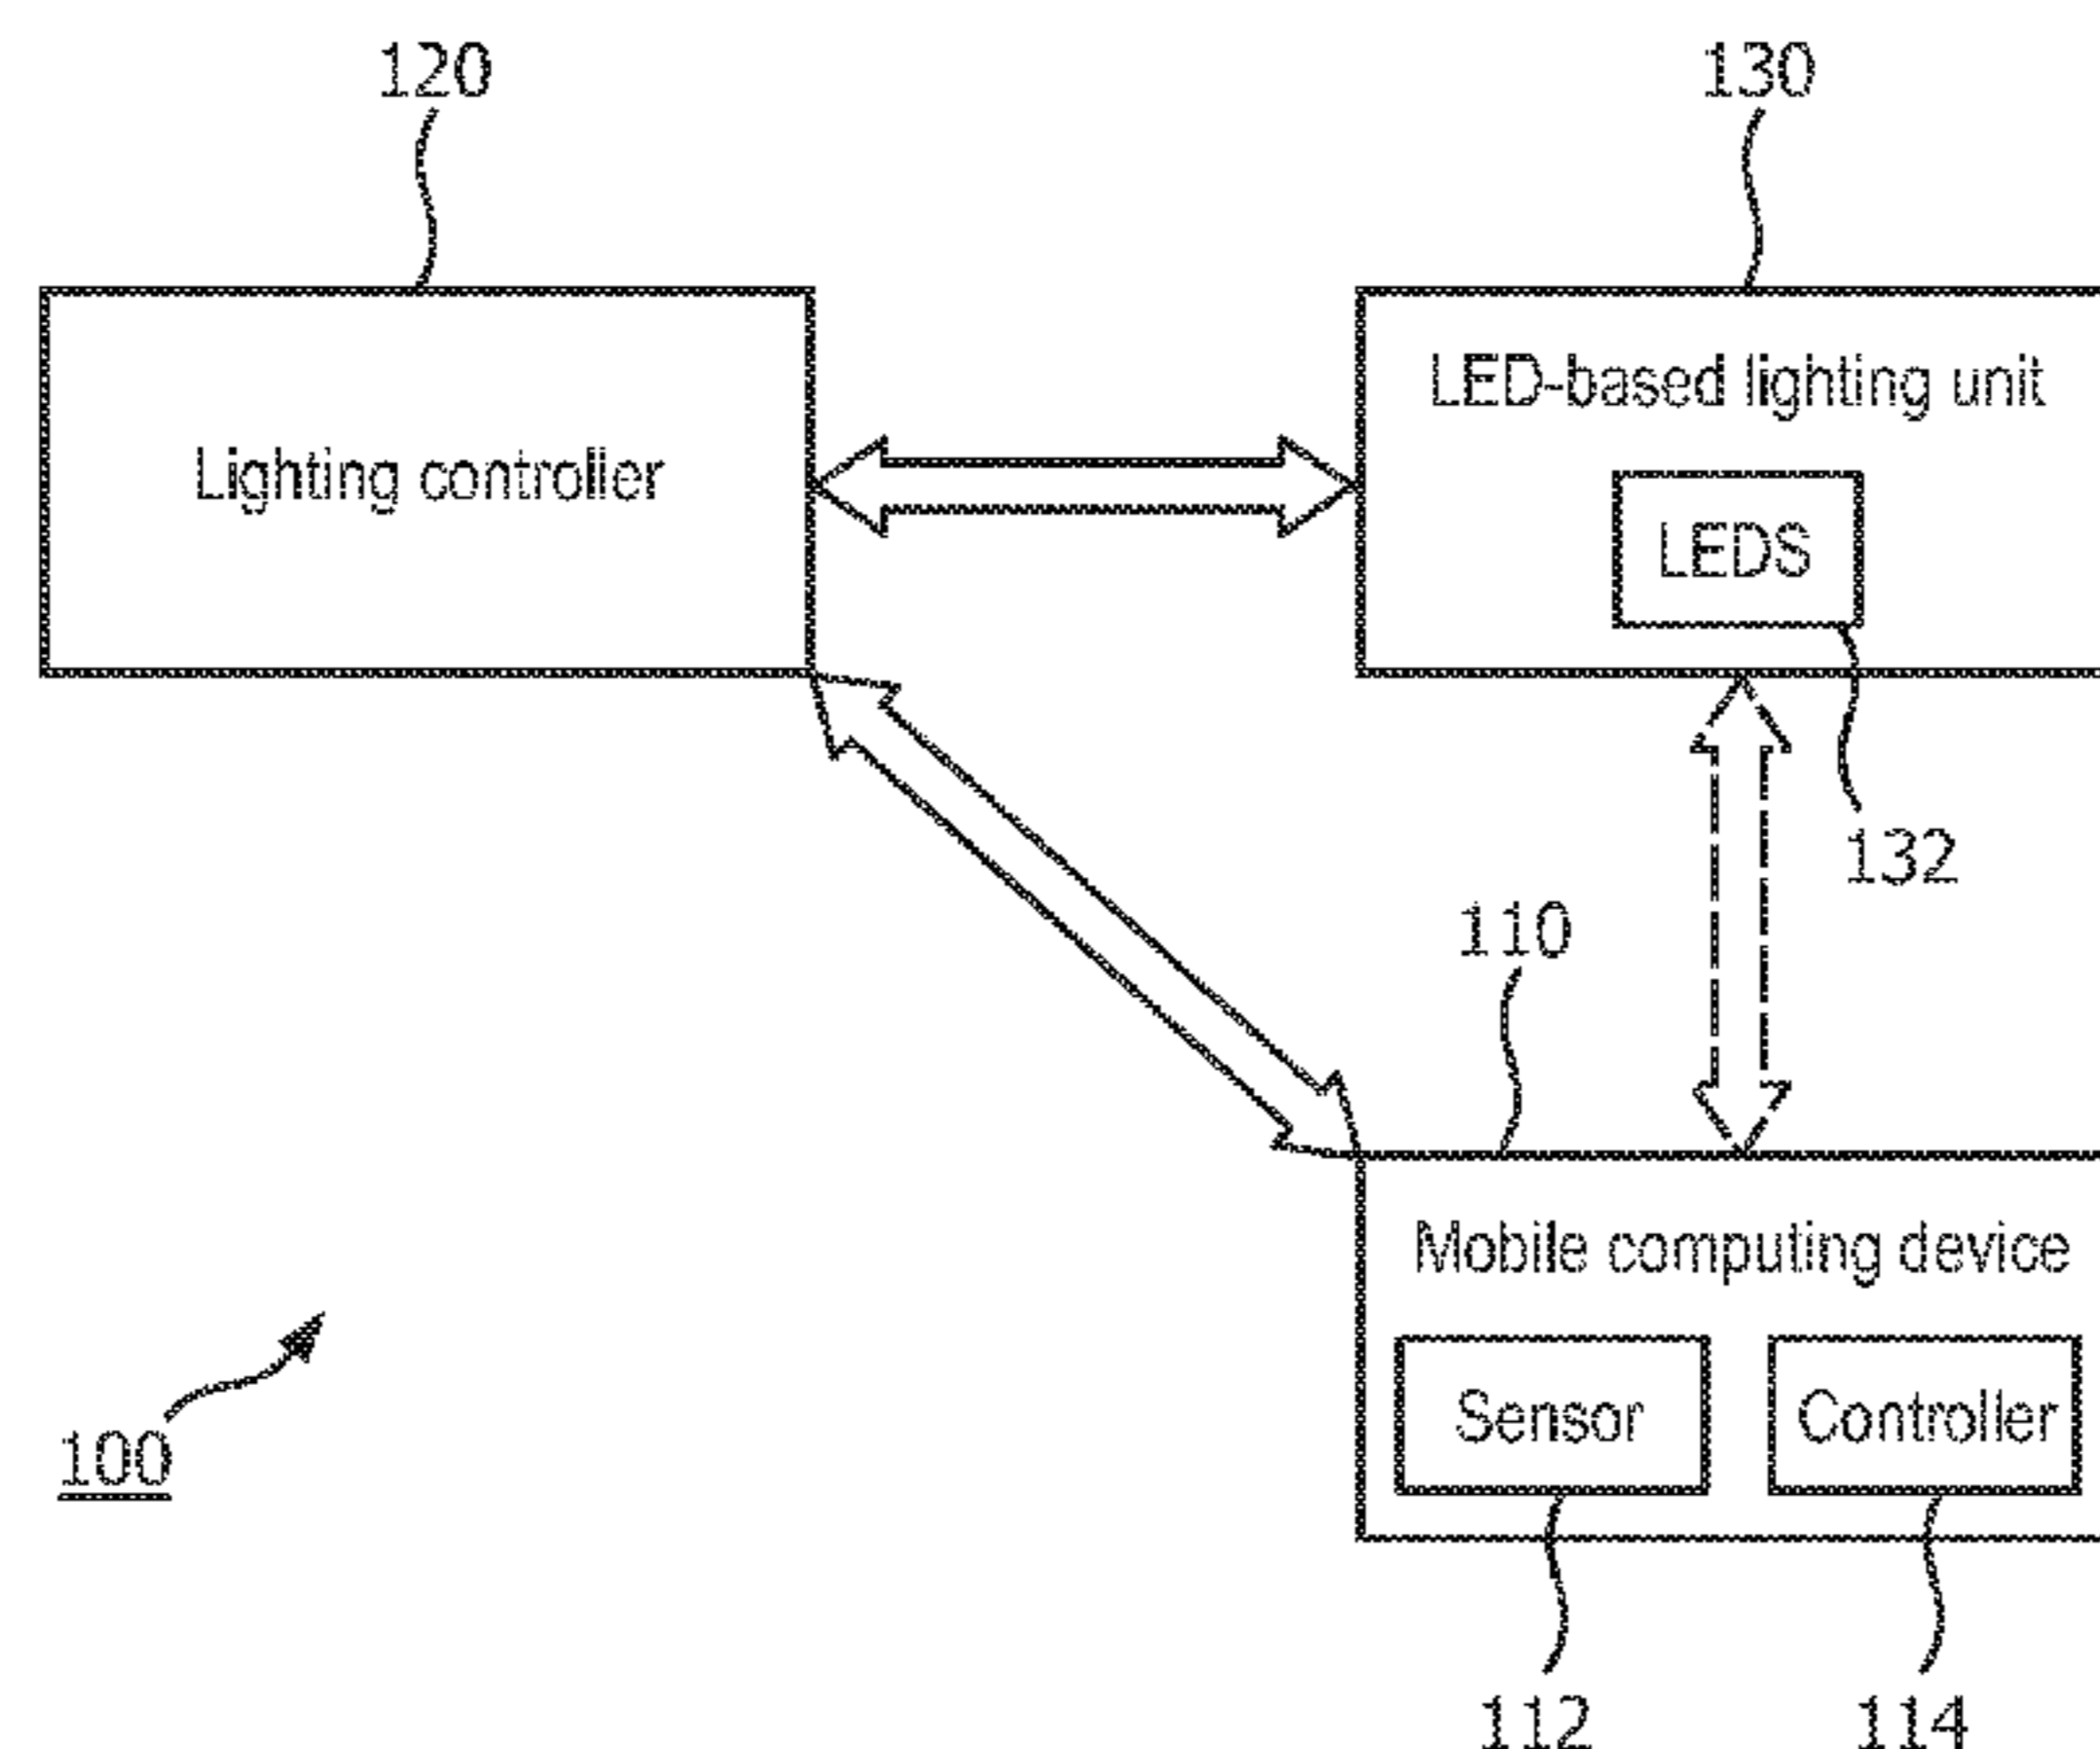 120
130
Lighting controller
LED-based lighting unit
LEDS
132
110
Mobile computing device
Sensor
Controller
100
112
114